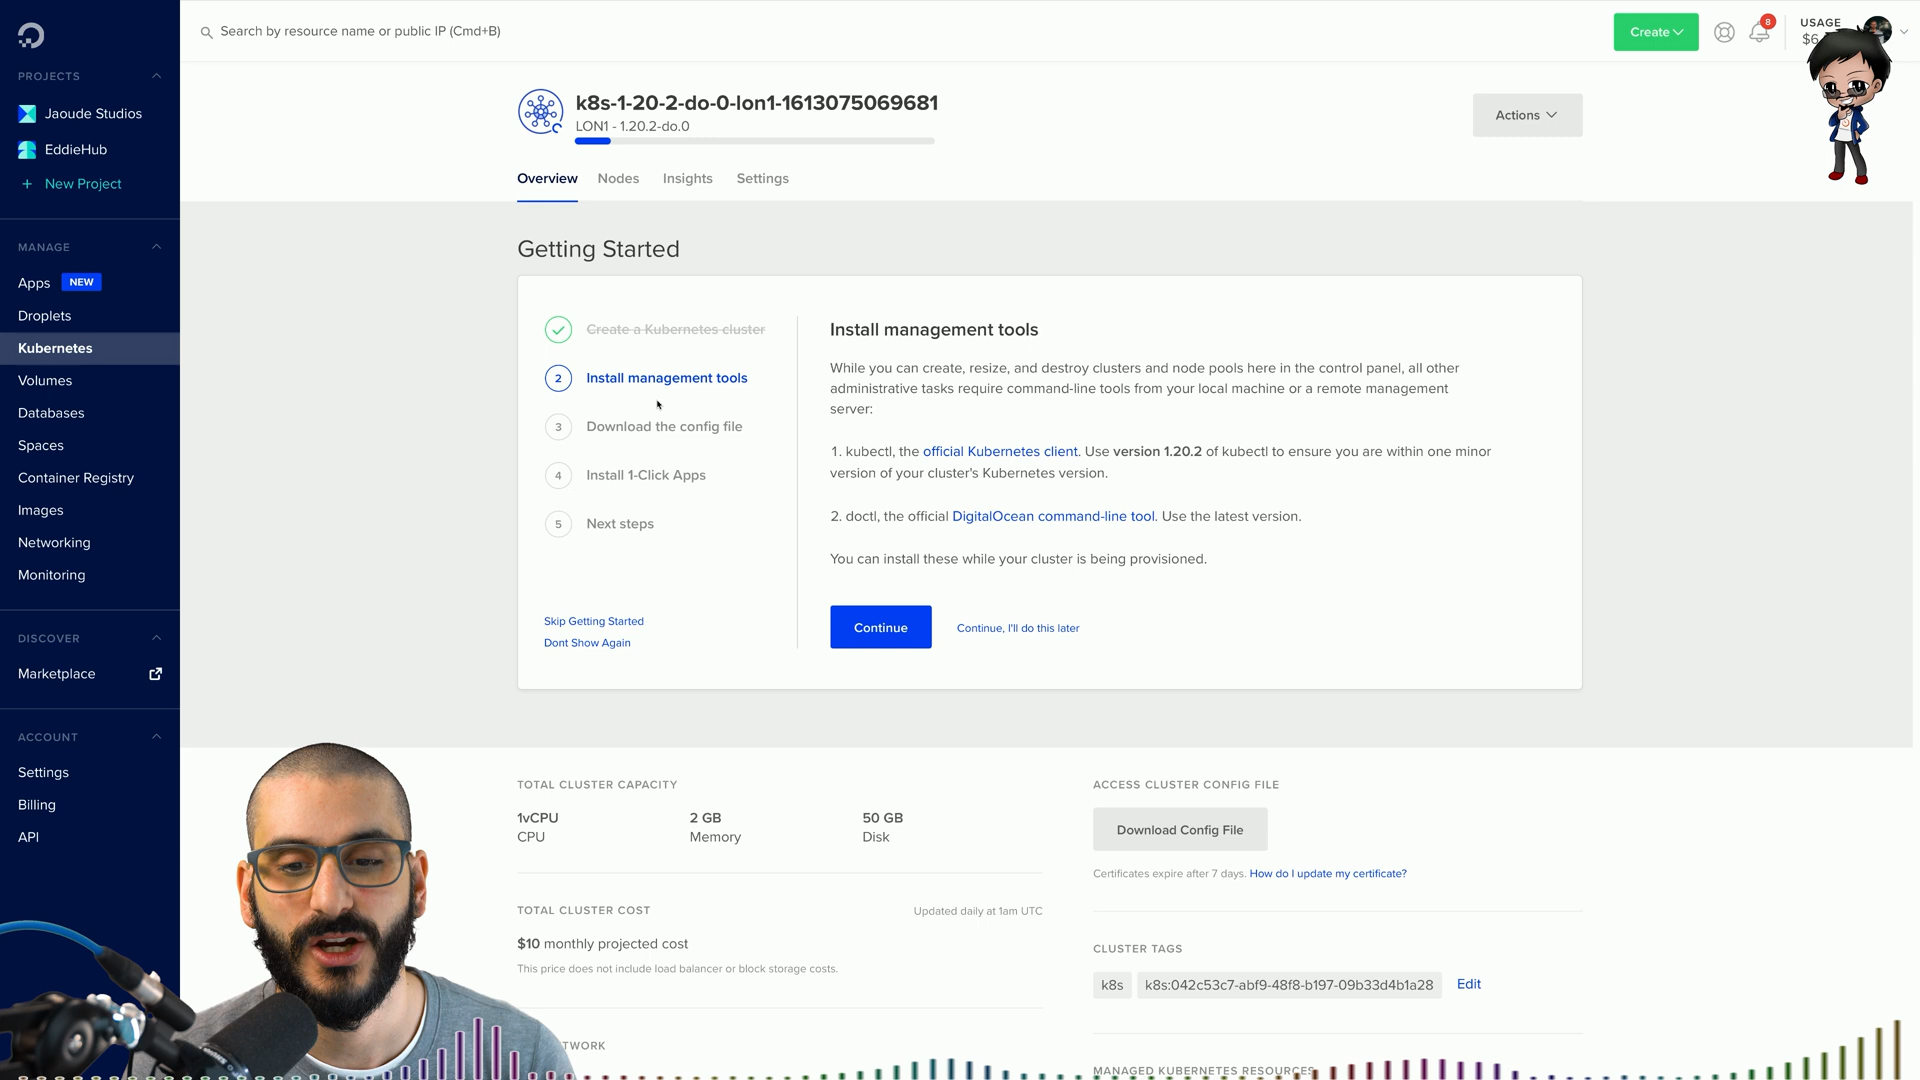 Search by resource name or public IP (Cmd+B)
Create
8
USAGE
PROJECTS
Jaoude Studios
EddieHub
+ New Project
MANAGE
Apps NEW
Droplets
Kubernetes
Volumes
Databases
Spaces
Container Registry
Images
Networking
Monitoring
DISCOVER
Marketplace
ACCOUNT
Settings
Billing
API
k8s-1-20-2-do-0-lon1-1613075069681
LON1 - 1.20.2-do.0
Actions
Overview Nodes Insights Settings
Getting Started
Create a Kubernetes cluster
2 Install management tools
3 Download the config file
4 Install 1-Click Apps
5 Next steps
Skip Getting Started
Dont Show Again
Install management tools
While you can create, resize, and destroy clusters and node pools here in the control panel, all other
administrative tasks require command-line tools from your local machine or a remote management
server:
1. kubectl, the official Kubernetes client. Use version 1.20.2 of kubectl to ensure you are within one minor
version of your cluster's Kubernetes version.
2. doctl, the official DigitalOcean command-line tool. Use the latest version.
You can install these while your cluster is being provisioned.
Continue Continue, I'll do this later
TOTAL CLUSTER CAPACITY
1vCPU 2 GB 50 GB
CPU Memory Disk
TOTAL CLUSTER COST Updated daily at 1am UTC
$10 monthly projected cost
This price does not include load balancer or block storage costs.
ACCESS CLUSTER CONFIG FILE
Download Config File
Certificates expire after 7 days. How do I update my certificate?
CLUSTER TAGS
k8s k8s:042c53c7-abf9-48f8-b197-09b33d4b1a28 Edit
MANAGED KUBERNETES RESOURCES